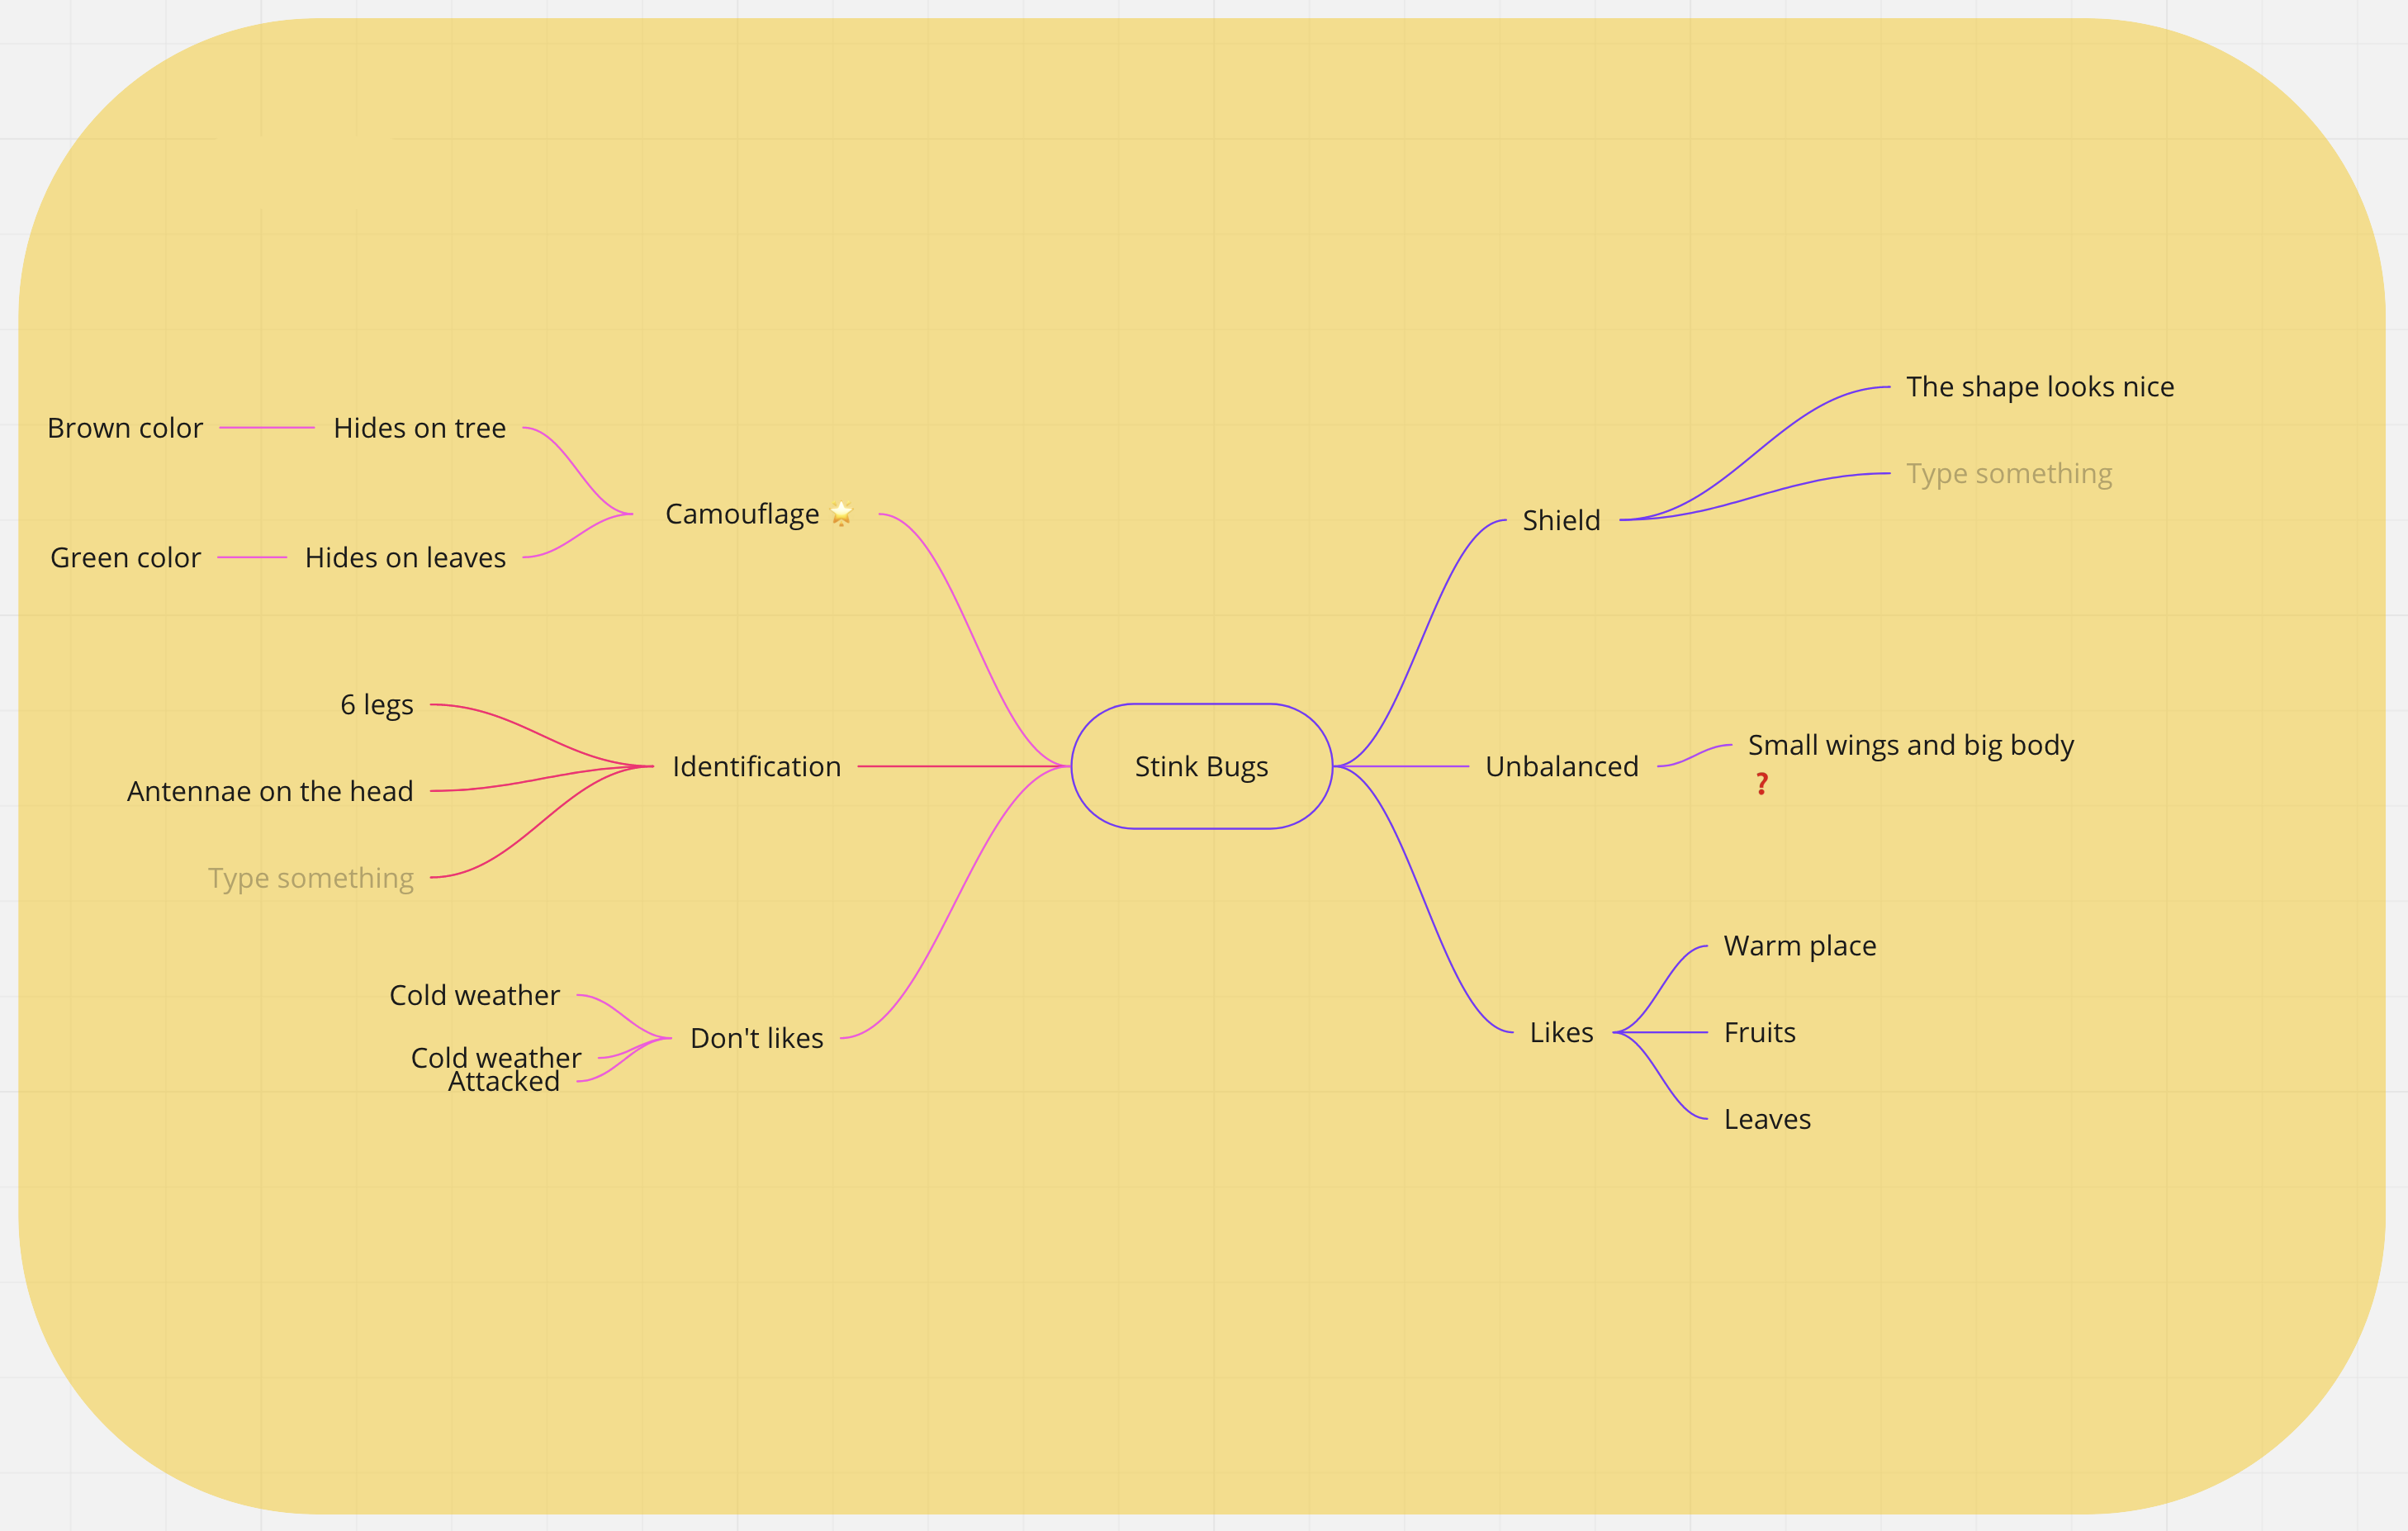 Brown color
Hides on tree
Camouflage 🌟
Green color
Hides on leaves
6 legs
Identification
Antennae on the head
Type something
Cold weather
Don't likes
Cold weather
Attacked
Stink Bugs
The shape looks nice
Type something
Shield
Unbalanced
Small wings and big body
❓
Warm place
Likes
Fruits
Leaves